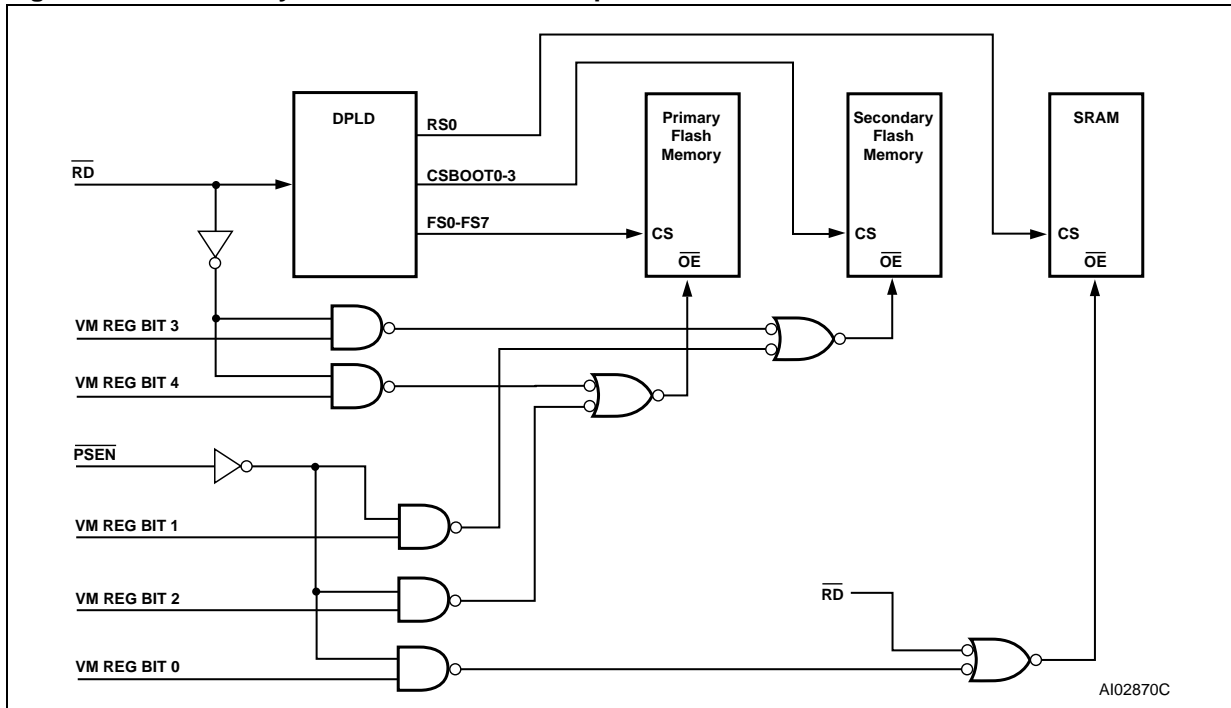 DPLD
RS0
CSBOOT0-3
FS0-FS7
Primary
Flash
Memory
CS
OE
Secondary
Flash
Memory
CS
OE
SRAM
CS
OE
RD
VM REG BIT 3
VM REG BIT 4
PSEN
VM REG BIT 1
VM REG BIT 2
VM REG BIT 0
RD
AI02870C